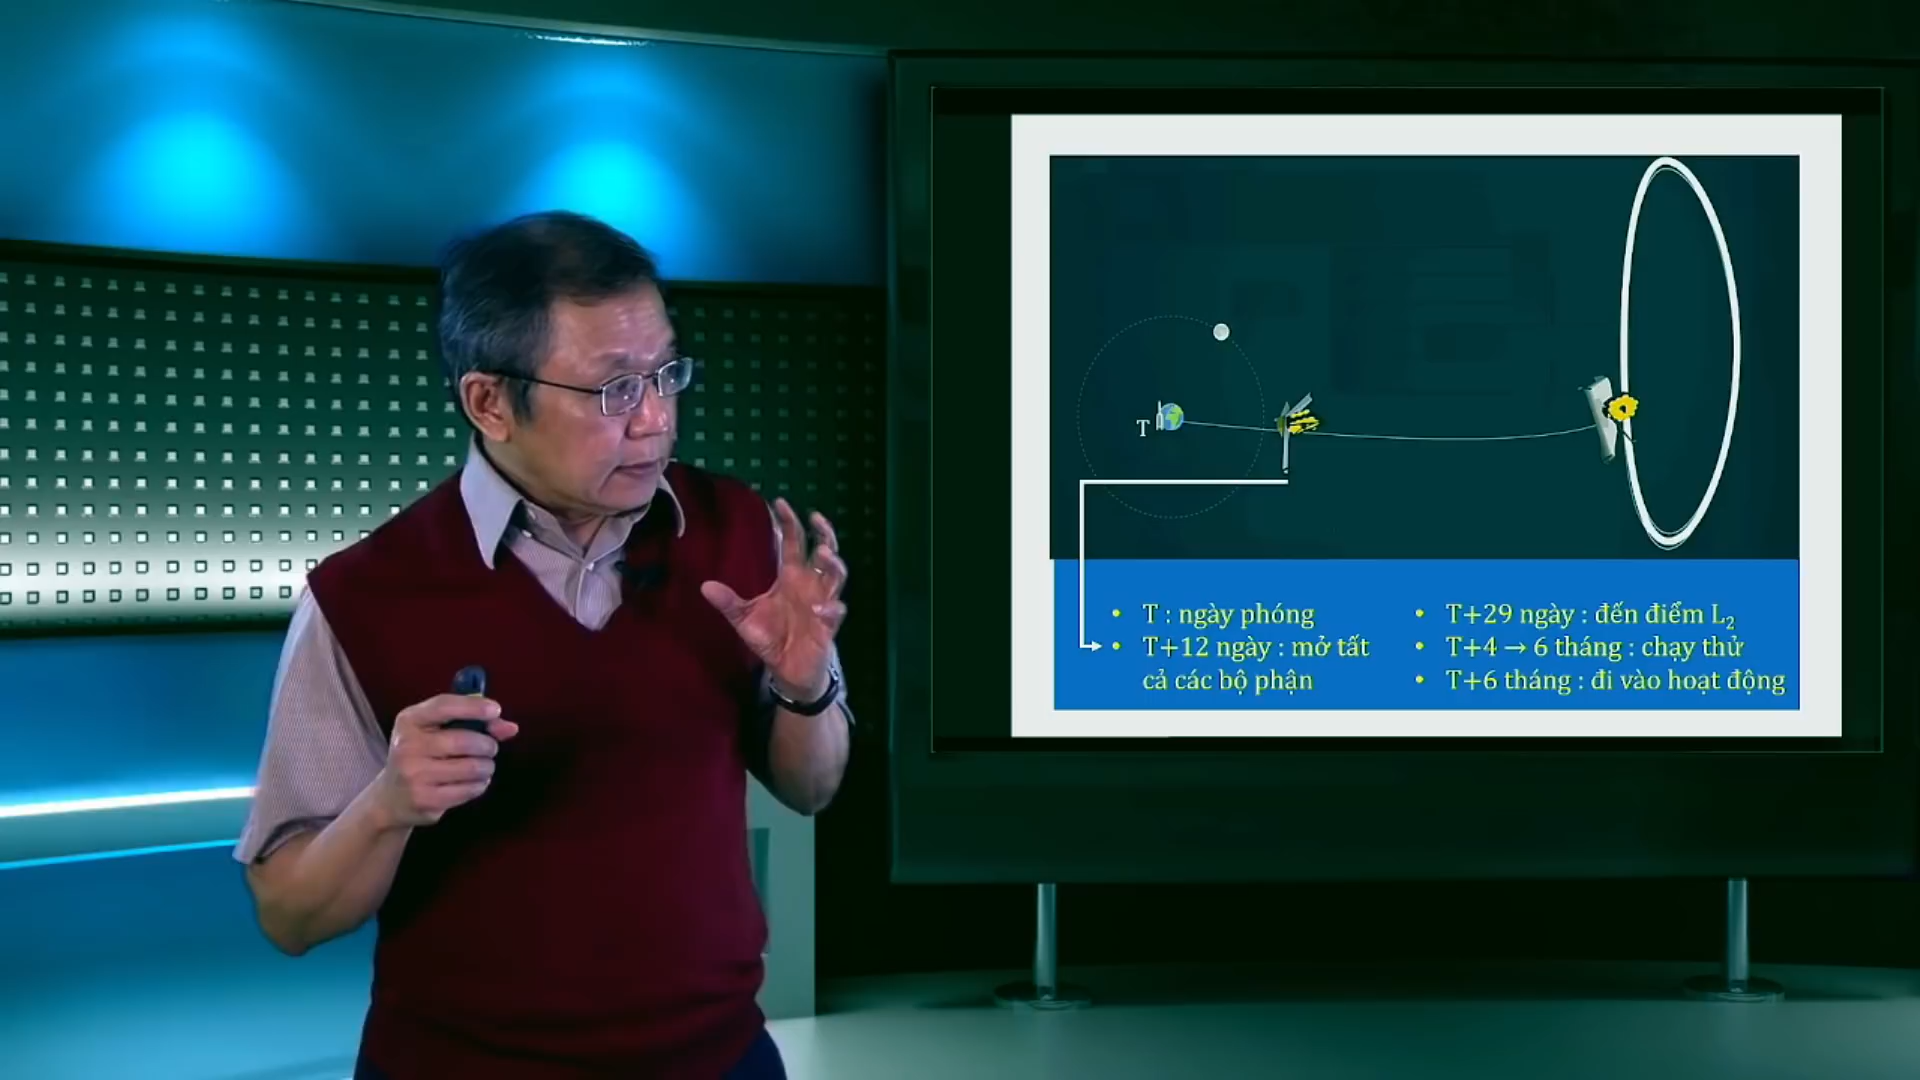 T
• T : ngày phóng
• T+12 ngày : mở tất
cả các bộ phận
• T+29 ngày : đến điểm L₂
• T+4 → 6 tháng : chạy thử
• T+6 tháng : đi vào hoạt động